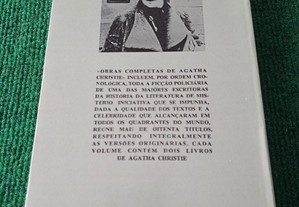 «OBRAS COMPLETAS DE AGATHA
CHRISTIE» INCLUEM, POR ORDEM CRO-
NOLÓGICA, TODA A FICÇÃO POLICIÁRIA
DE UMA DAS MAIORES ESCRITORAS
DA HISTÓRIA DA LITERATURA DE MIS-
TÉRIO: INICIATIVA QUE SE IMPUNHA,
DADA A QUALIDADE DOS TEXTOS E A
CELEBRIDADE QUE ALCANÇARAM EM
TODOS OS QUADRANTES DO MUNDO,
REÚNE MAIS DE OITENTA TÍTULOS,
RESPEITANDO INTEGRALMENTE
AS VERSÕES ORIGINÁRIAS. CADA
VOLUME CONTÉM DOIS LIVROS
DE AGATHA CHRISTIE